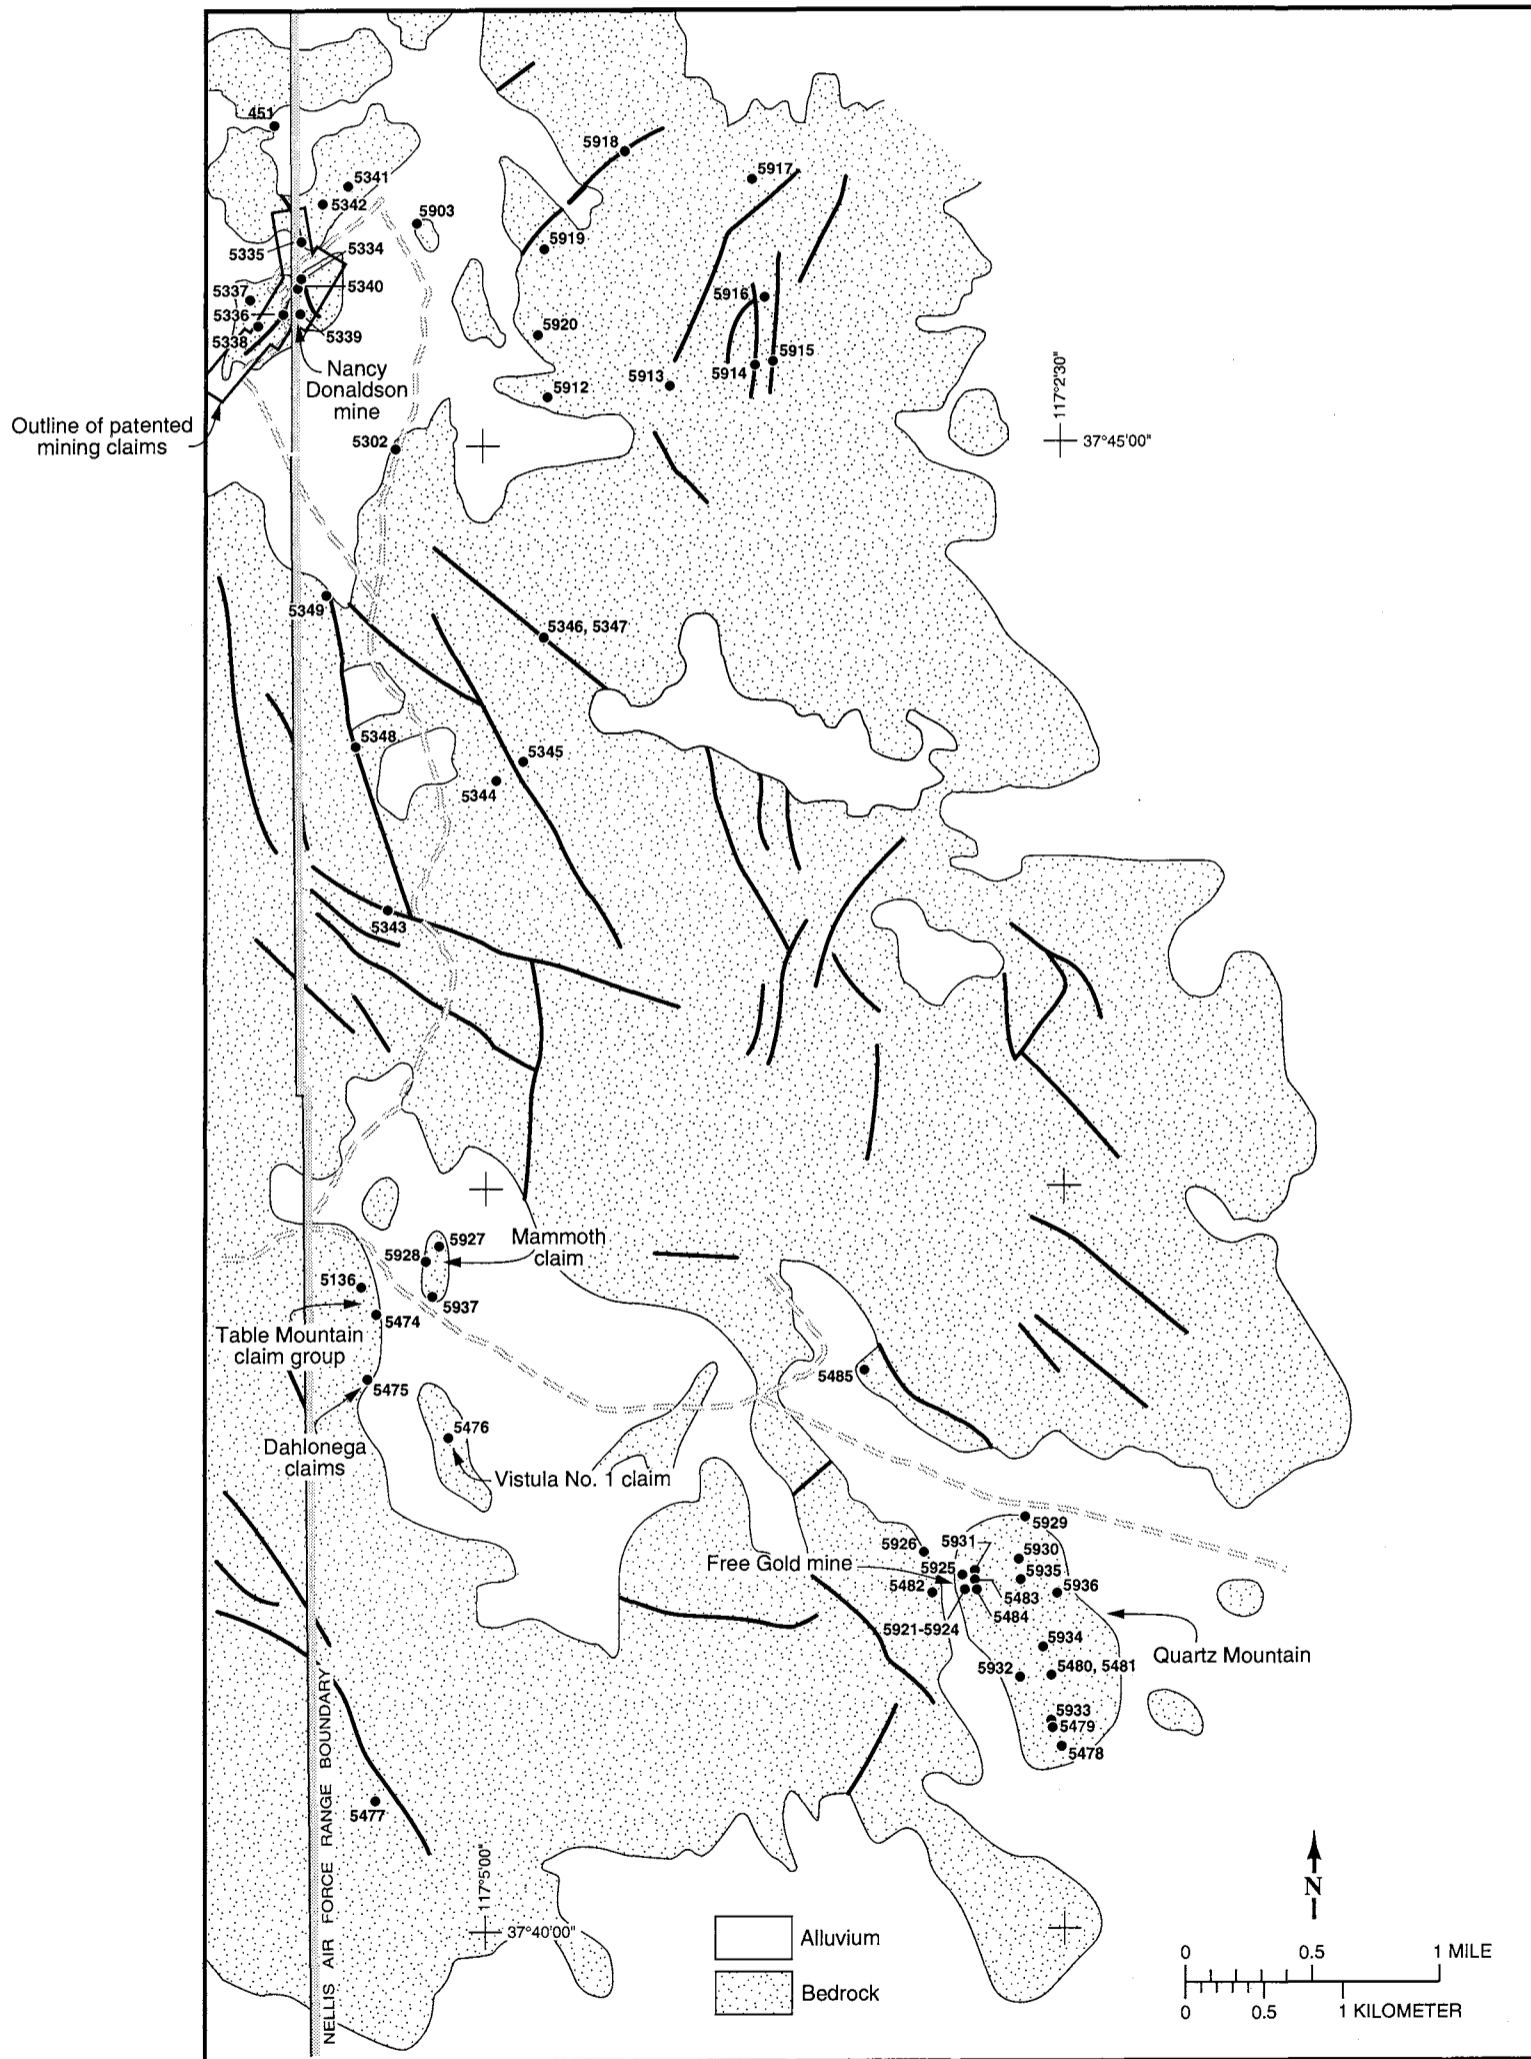 451
5918
5917
5341
5342
5903
5335
5334
5919
5337
5340
5916
5336
5920
5338
5339
5915
5914
5913
Nancy
Donaldson
mine
5912
117°2'30"
Outline of patented
mining claims
5302
37°45'00"
5349
5346, 5347
5348
5345
5344
5343
5927
Mammoth
claim
5928
5136
5937
5474
Table Mountain
claim group
5485
5475
5476
Dahlonega
claims
Vistula No. 1 claim
5929
5926
5931
5930
Free Gold mine
5925
5935
5482
5936
5483
5484
5921-5924
5934
Quartz Mountain
5932
5480, 5481
5933
5479
5478
NELLIS AIR FORCE RANGE BOUNDARY
5477
117°5'00"
37°40'00"
N
Alluvium
Bedrock
0 0.5 1 MILE
0 0.5 1 KILOMETER